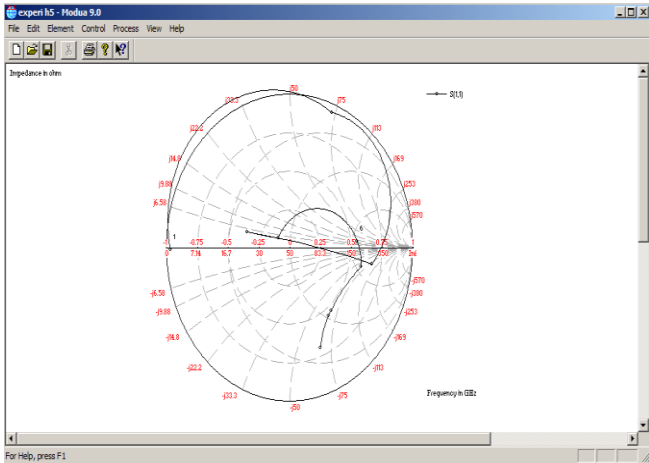 experi h5 - Modua 9.0
File Edit Element Control Process View Help
Impedance in ohm
S(1,1)
j50
j33.3 j75
j22.2 j113
j14.8 j169
j9.88 j253
j6.58 j380
j570
1 6
-1 -0.75 -0.5 -0.25 0 0.25 0.75 1
0 7.14 16.7 30 50 83.3 150 350 Inf
-j570
-j6.58 -j380
-j9.88 -j253
-j14.8 -j169
-j22.2 -j113
-j33.3 -j75
-j50
Frequency in GHz
For Help, press F1